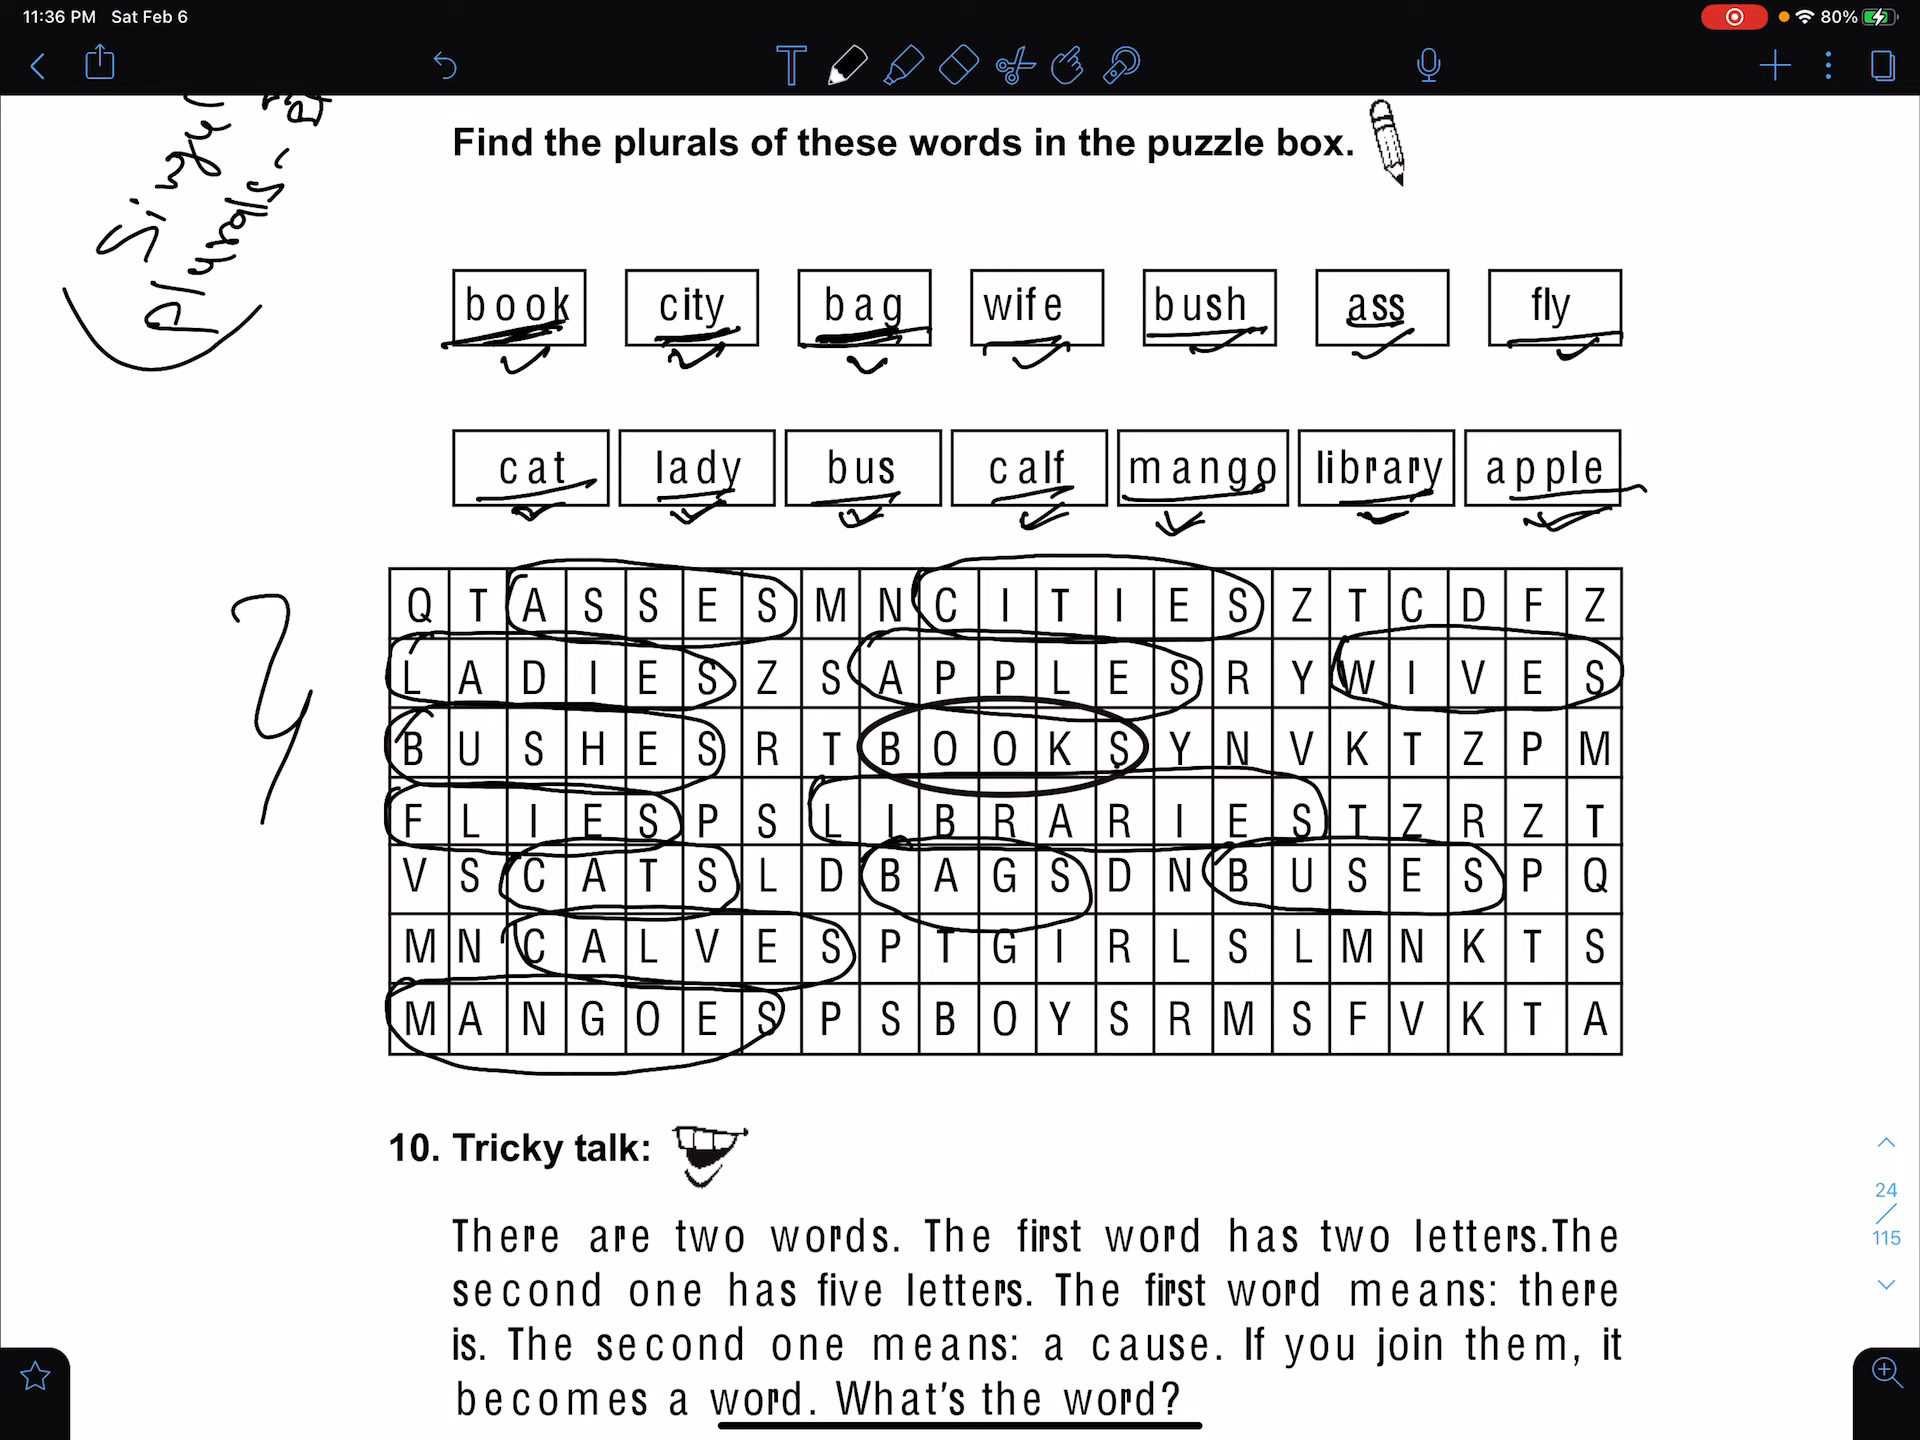 11:36 PM Sat Feb 6
80%
Find the plurals of these words in the puzzle box.
book city bag wife bush ass fly
cat lady bus calf mango library apple
Q T A S S E S M N C I T I E S Z T C D F Z
L A D I E S Z S A P P L E S R Y W I V E S
B U S H E S R T B O O K S Y N V K T Z P M
F L I E S P S L I B R A R I E S T Z R Z T
V S C A T S L D B A G S D N B U S E S P Q
M N C A L V E S P T G I R L S L M N K T S
M A N G O E S P S B O Y S R M S F V K T A
10. Tricky talk:
There are two words. The first word has two letters.The
second one has five letters. The first word means: there
is. The second one means: a cause. If you join them, it
becomes a word. What's the word?
24
/
115